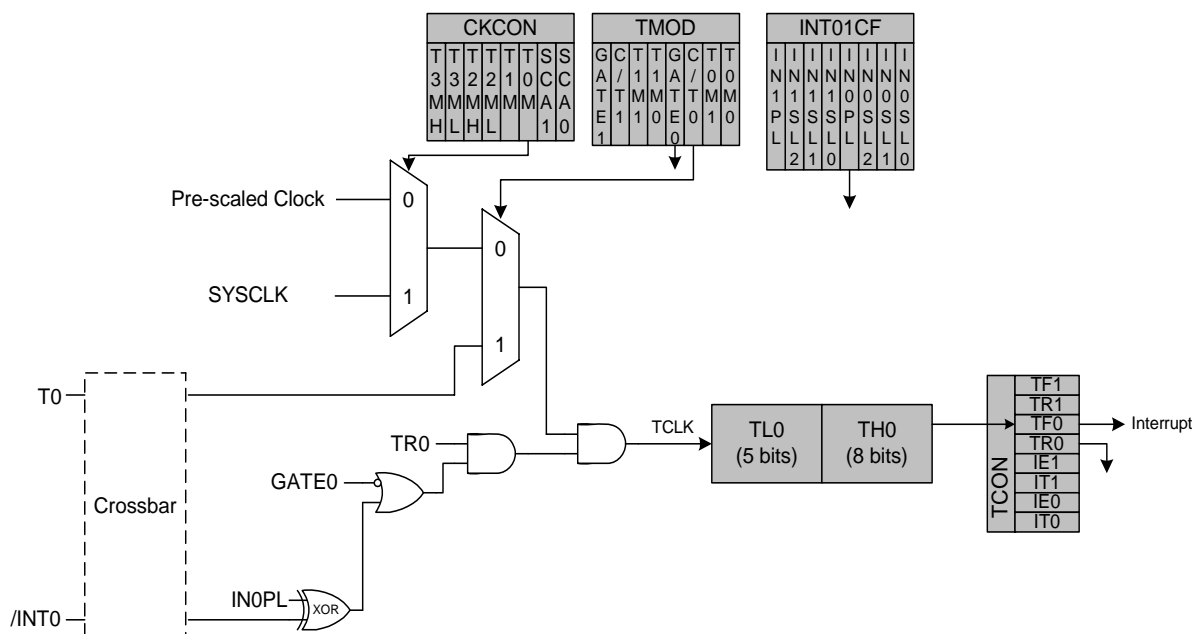 CKCON
T3MH
T3ML
T2MH
T2ML
T1M
T0M
SCA1
SCA0
TMOD
GATE1
C/T1
T1M1
T1M0
GATE0
C/T0
T0M1
T0M0
INT01CF
IN1PL
IN1SL2
IN1SL1
IN1SL0
IN0PL
IN0SL2
IN0SL1
IN0SL0
Pre-scaled Clock
0
SYSCLK
1
0
1
T0
Crossbar
/INT0
TR0
GATE0
IN0PL
XOR
TCLK
TL0
(5 bits)
TH0
(8 bits)
TCON
TF1
TR1
TF0
TR0
IE1
IT1
IE0
IT0
Interrupt